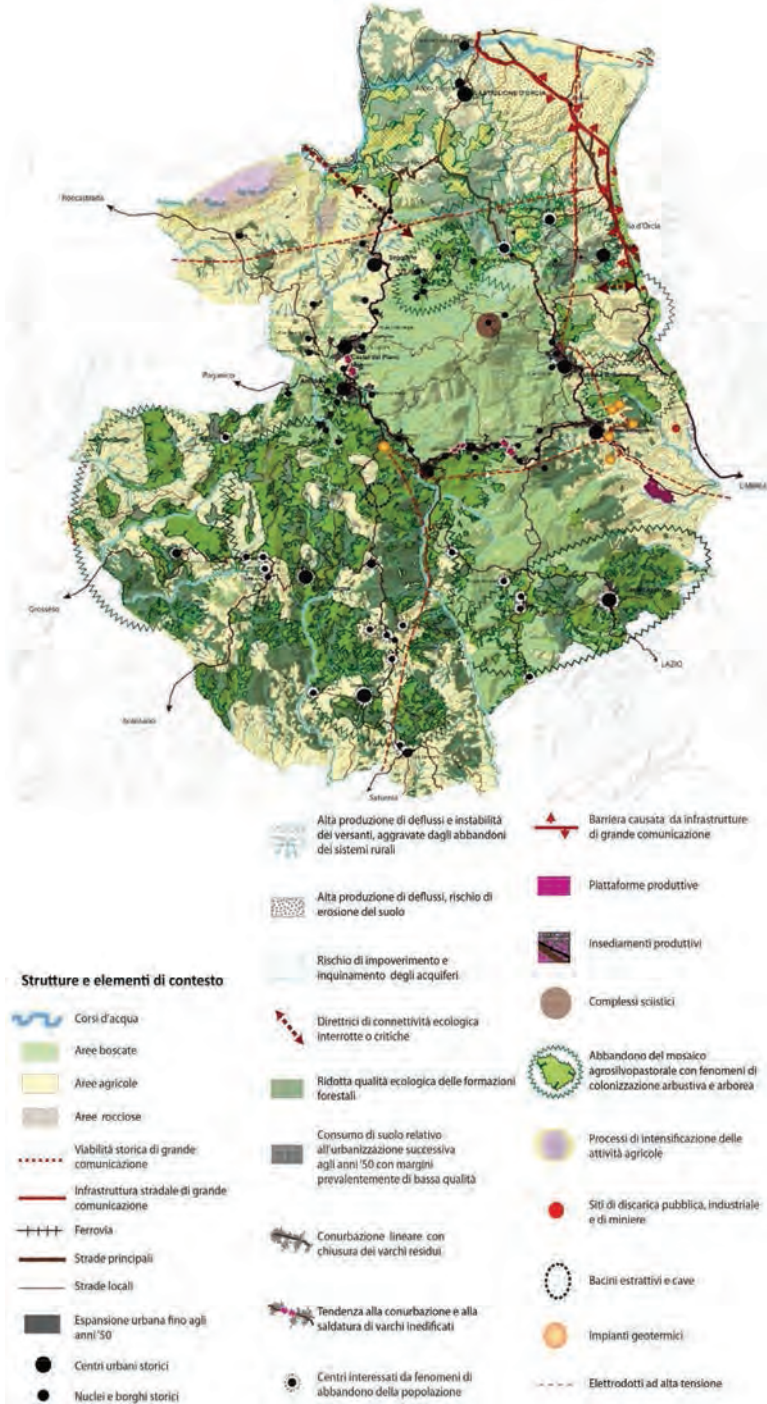 CASTIGLIONE D'ORCIA
Roccastrada
Castel del Piano
Paganico
UMBRIA
Grosseto
LAZIO
Scansano
Saturnia
Strutture e elementi di contesto
Corsi d'acqua
Aree boscate
Aree agricole
Aree rocciose
Viabilità storica di grande
comunicazione
Infrastruttura stradale di grande
comunicazione
Ferrovia
Strade principali
Strade locali
Espansione urbana fino agli
anni '50
Centri urbani storici
Nuclei e borghi storici
Alta produzione di deflussi e instabilità
dei versanti, aggravate dagli abbandoni
dei sistemi rurali
Alta produzione di deflussi, rischio di
erosione del suolo
Rischio di impoverimento e
inquinamento degli acquiferi
Direttrici di connettività ecologica
interrotte o critiche
Ridotta qualità ecologica delle formazioni
forestali
Consumo di suolo relativo
all'urbanizzazione successiva
agli anni '50 con margini
prevalentemente di bassa qualità
Conurbazione lineare con
chiusura dei varchi residui
Tendenza alla conurbazione e alla
saldatura di varchi inedificati
Centri interessati da fenomeni di
abbandono della popolazione
Barriera causata da infrastrutture
di grande comunicazione
Piattaforme produttive
Insediamenti produttivi
Complessi sciistici
Abbandono del mosaico
agrosilvopastorale con fenomeni di
colonizzazione arbustiva e arborea
Processi di intensificazione delle
attività agricole
Siti di discarica pubblica, industriale
e di miniere
Bacini estrattivi e cave
Impianti geotermici
Elettrodotti ad alta tensione